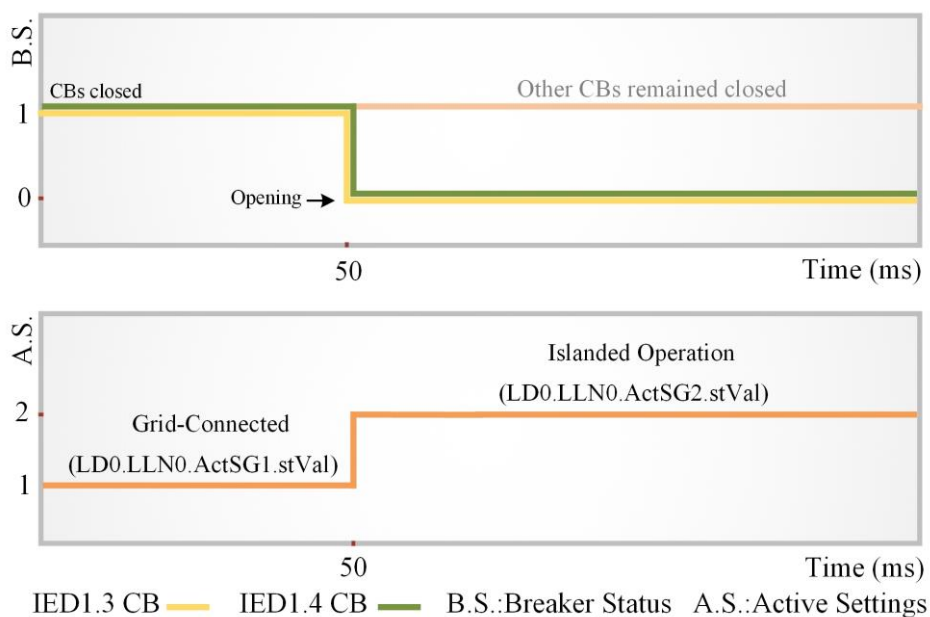 B.S.
CBs closed
Other CBs remained closed
1
0
Opening
50
Time (ms)
A.S.
Islanded Operation
(LD0.LLN0.ActSG2.stVal)
2
Grid-Connected
(LD0.LLN0.ActSG1.stVal)
1
50
Time (ms)
IED1.3 CB IED1.4 CB B.S.:Breaker Status A.S.:Active Settings